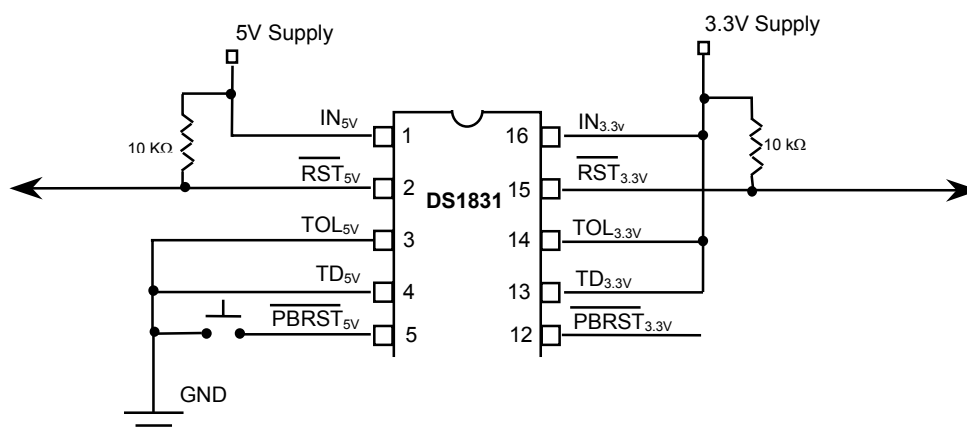 5V Supply
3.3V Supply
10 KΩ
10 kΩ
IN5V
1
16
IN3.3v
RST5V
2
DS1831
15
RST3.3V
TOL5V
3
14
TOL3.3V
TD5V
4
13
TD3.3V
PBRST5V
5
12
PBRST3.3V
GND